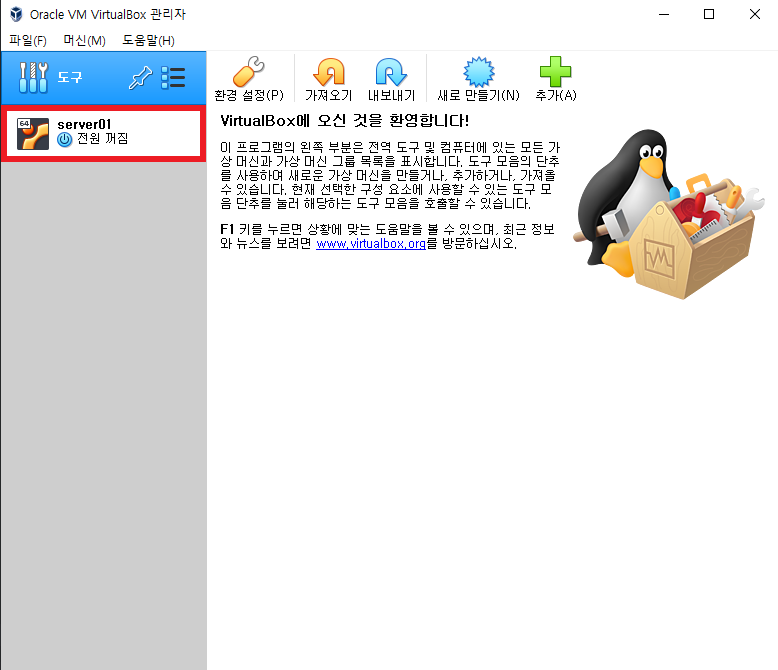 Oracle VM VirtualBox 관리자
파일(F) 머신(M) 도움말(H)
도구
환경 설정(P) 가져오기 내보내기 새로 만들기(N) 추가(A)
64
server01
전원 꺼짐
VirtualBox에 오신 것을 환영합니다!
이 프로그램의 왼쪽 부분은 전역 도구 및 컴퓨터에 있는 모든 가
상 머신과 가상 머신 그룹 목록을 표시합니다. 도구 모음의 단추
를 사용하여 새로운 가상 머신을 만들거나, 추가하거나, 가져올
수 있습니다. 현재 선택한 구성 요소에 사용할 수 있는 도구 모
음 단추를 눌러 해당하는 도구 모음을 호출할 수 있습니다.
F1 키를 누르면 상황에 맞는 도움말을 볼 수 있으며, 최근 정보
와 뉴스를 보려면 www.virtualbox.org를 방문하십시오.